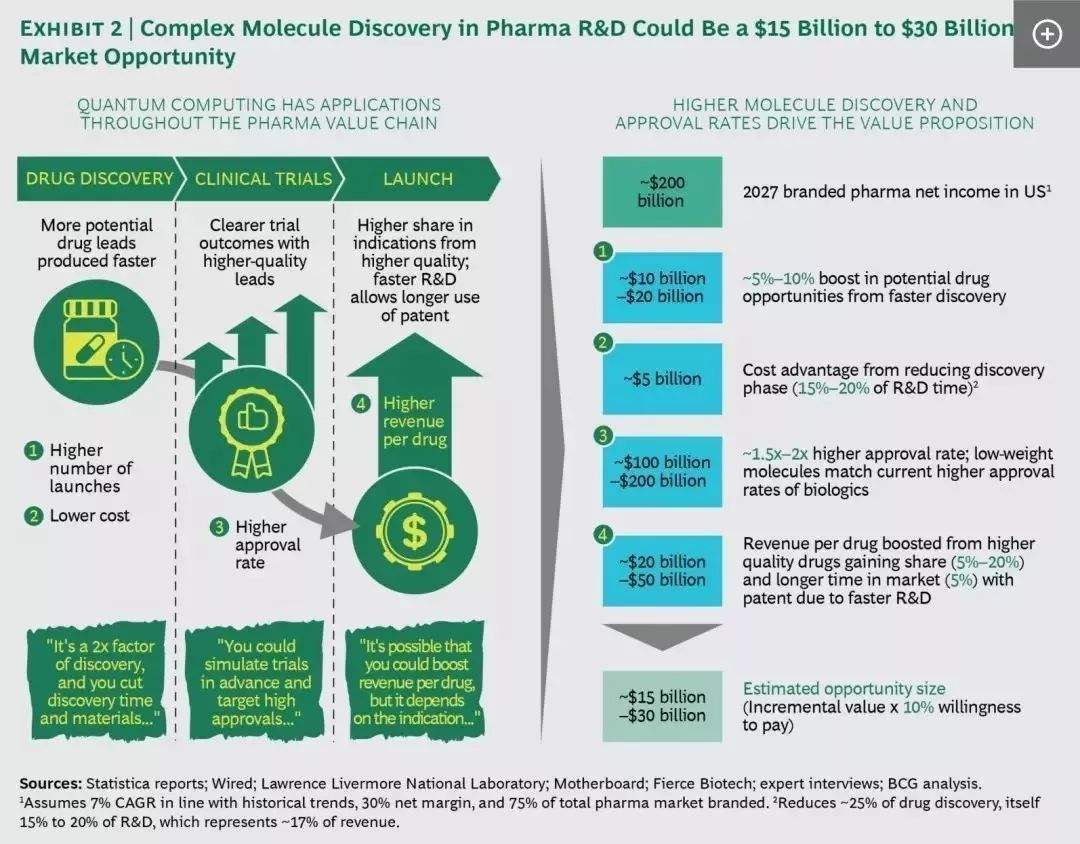 EXHIBIT 2 | Complex Molecule Discovery in Pharma R&D Could Be a $15 Billion to $30 Billion
Market Opportunity
QUANTUM COMPUTING HAS APPLICATIONS
THROUGHOUT THE PHARMA VALUE CHAIN
DRUG DISCOVERY
CLINICAL TRIALS
LAUNCH
More potential
drug leads
produced faster
Clearer trial
outcomes with
higher-quality
leads
Higher share in
indications from
higher quality;
faster R&D
allows longer use
of patent
1 Higher
number of
launches
2 Lower cost
3 Higher
approval
rate
4 Higher
revenue
per drug
$
"It's a 2x factor
of discovery,
and you cut
discovery time
and materials..."
"You could
simulate trials
in advance and
target high
approvals..."
"It's possible that
you could boost
revenue per drug,
but it depends
on the indication..."
HIGHER MOLECULE DISCOVERY AND
APPROVAL RATES DRIVE THE VALUE PROPOSITION
~$200
billion
2027 branded pharma net income in US¹
1
~$10 billion
–$20 billion
~5%–10% boost in potential drug
opportunities from faster discovery
2
~$5 billion
Cost advantage from reducing discovery
phase (15%–20% of R&D time)²
3
~$100 billion
–$200 billion
~1.5x–2x higher approval rate; low-weight
molecules match current higher approval
rates of biologics
4
~$20 billion
–$50 billion
Revenue per drug boosted from higher
quality drugs gaining share (5%–20%)
and longer time in market (5%) with
patent due to faster R&D
~$15 billion
–$30 billion
Estimated opportunity size
(Incremental value x 10% willingness
to pay)
Sources: Statistica reports; Wired; Lawrence Livermore National Laboratory; Motherboard; Fierce Biotech; expert interviews; BCG analysis.
¹Assumes 7% CAGR in line with historical trends, 30% net margin, and 75% of total pharma market branded. ²Reduces ~25% of drug discovery, itself
15% to 20% of R&D, which represents ~17% of revenue.